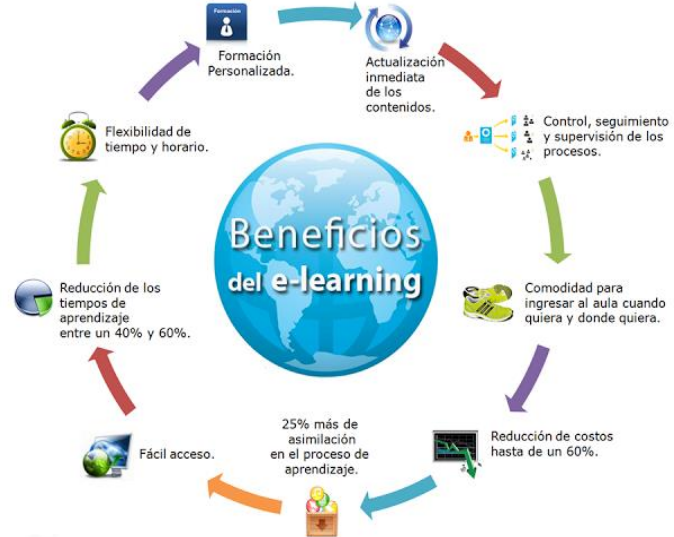 Formación
Formación
Personalizada.
Actualización
inmediata
de los
contenidos.
Control, seguimiento
y supervisión de los
procesos.
Comodidad para
ingresar al aula cuando
quiera y donde quiera.
Reducción de costos
hasta de un 60%.
25% más de
asimilación
en el proceso de
aprendizaje.
Fácil acceso.
Reducción de los
tiempos de
aprendizaje
entre un 40% y 60%.
Flexibilidad de
tiempo y horario.
Beneficios
del e-learning